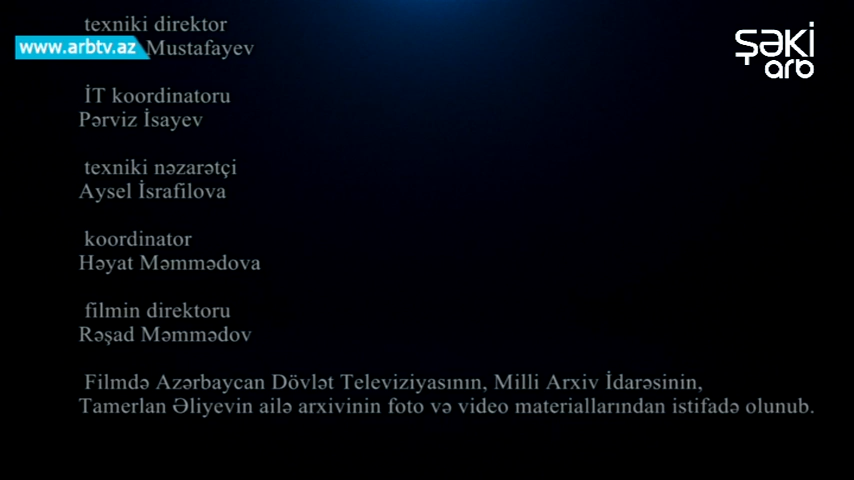 texniki direktor
www.arbtv.az
Mustafayev
şəki
arb
İT koordinatoru
Pərviz İsayev
texniki nəzarətçi
Aysel İsrafilova
koordinator
Həyat Məmmədova
filmin direktoru
Rəşad Məmmədov
Filmdə Azərbaycan Dövlət Televiziyasının, Milli Arxiv İdarəsinin,
Tamerlan Əliyevin ailə arxivinin foto və video materiallarından istifadə olunub.